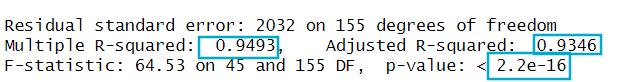 Residual standard error: 2032 on 155 degrees of freedom
Multiple R-squared: 0.9493, Adjusted R-squared: 0.9346
F-statistic: 64.53 on 45 and 155 DF, p-value: < 2.2e-16